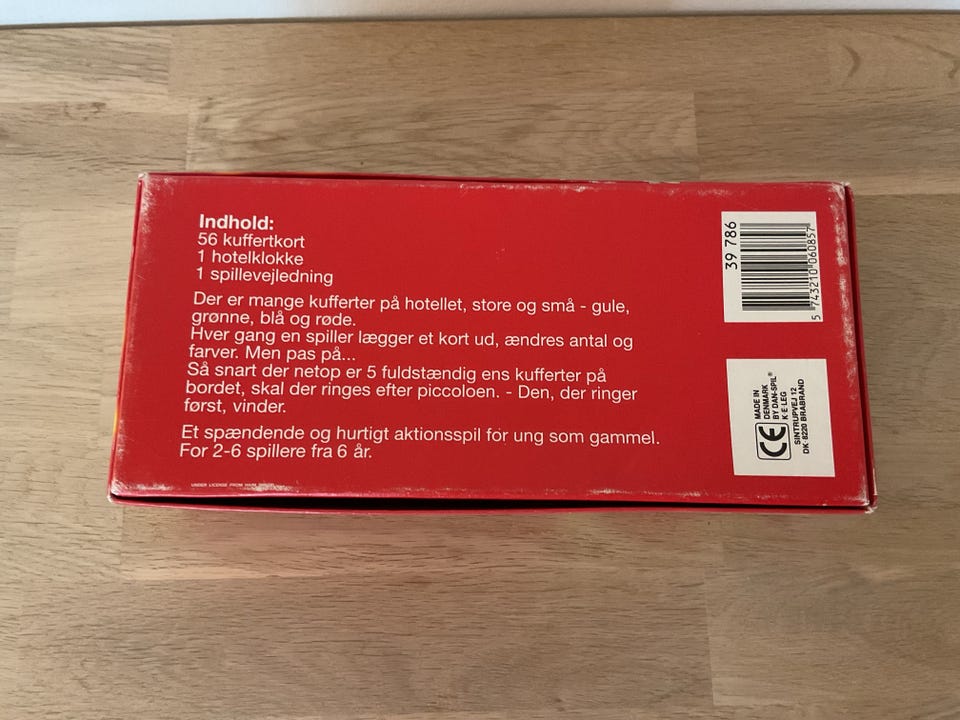 Indhold:
56 kuffertkort
1 hotelklokke
1 spillevejledning
Der er mange kufferter på hotellet, store og små - gule,
grønne, blå og røde.
Hver gang en spiller lægger et kort ud, ændres antal og
farver. Men pas på...
Så snart der netop er 5 fuldstændig ens kufferter på
bordet, skal der ringes efter piccoloen. - Den, der ringer
først, vinder.
Et spændende og hurtigt aktionsspil for ung som gammel.
For 2-6 spillere fra 6 år.
UNDER LICENSE FROM
39 786
5 743210 060857
CE
MADE IN
DENMARK
BY DAN-SPIL®
K·E LEG
SINTRUPVEJ 12
DK-8220 BRABRAND